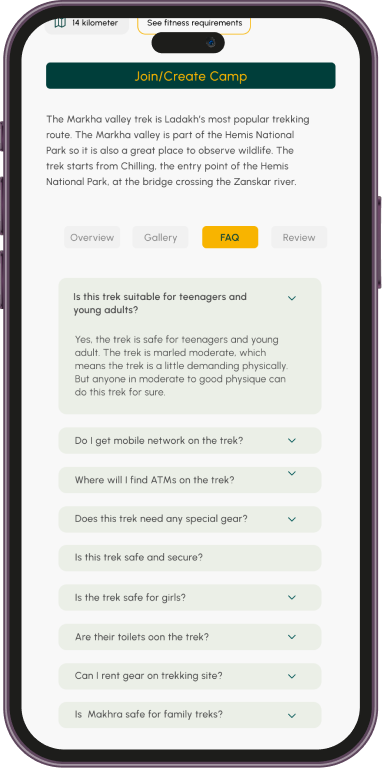 14 kilometer
See fitness requirements
Join/Create Camp
The Markha valley trek is Ladakh's most popular trekking
route. The Markha valley is part of the Hemis National
Park so it is also a great place to observe wildlife. The
trek starts from Chilling, the entry point of the Hemis
National Park, at the bridge crossing the Zanskar river.
Overview
Gallery
FAQ
Review
Is this trek suitable for teenagers and
young adults?
Yes, the trek is safe for teenagers and young
adult. The trek is marled moderate, which
means the trek is a little demanding physically.
But anyone in moderate to good physique can
do this trek for sure.
Do I get mobile network on the trek?
Where will I find ATMs on the trek?
Does this trek need any special gear?
Is this trek safe and secure?
Is the trek safe for girls?
Are their toilets oon the trek?
Can I rent gear on trekking site?
Is  Makhra safe for family treks?